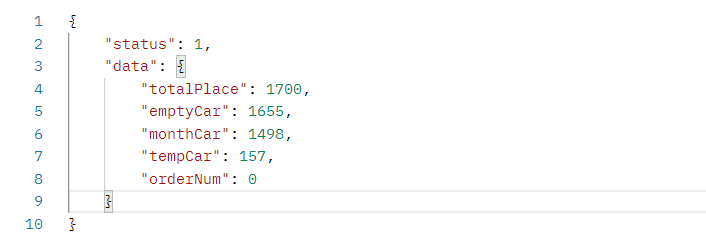 1 {
2 "status": 1,
3 "data": {
4 "totalPlace": 1700,
5 "emptyCar": 1655,
6 "monthCar": 1498,
7 "tempCar": 157,
8 "orderNum": 0
9 }
10 }